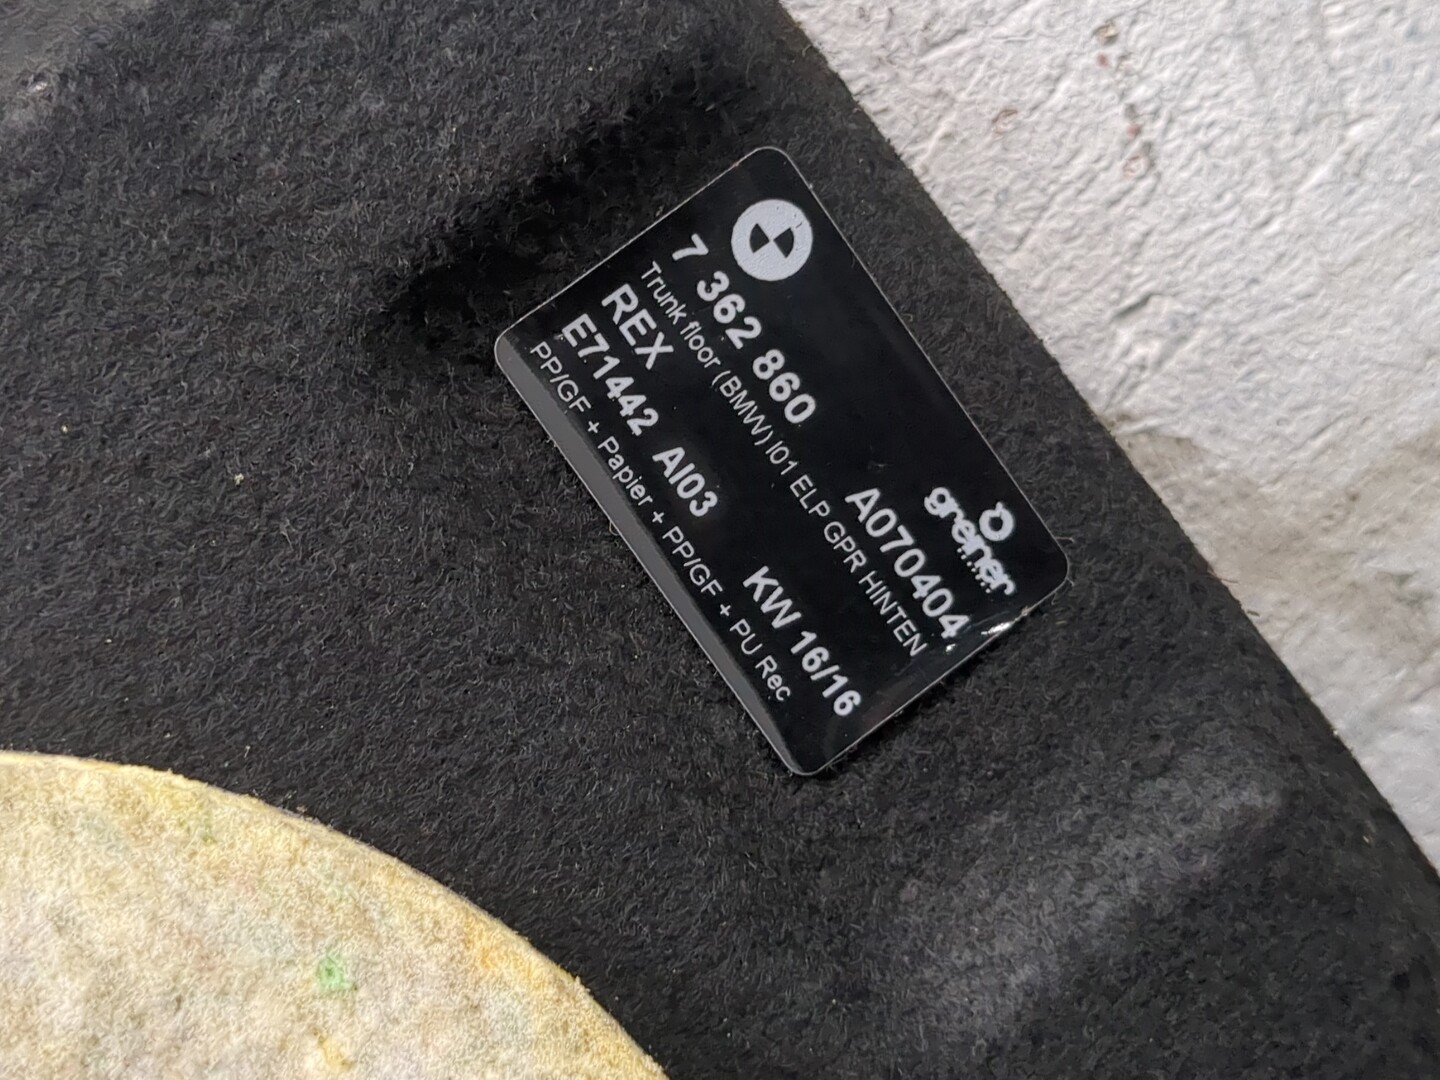 greiner
7 362 860 A070404
Trunk floor (BMW) I01 ELP GPR HINTEN
REX
E71442 AI03 KW 16/16
PP/GF + Papier + PP/GF + PU Rec